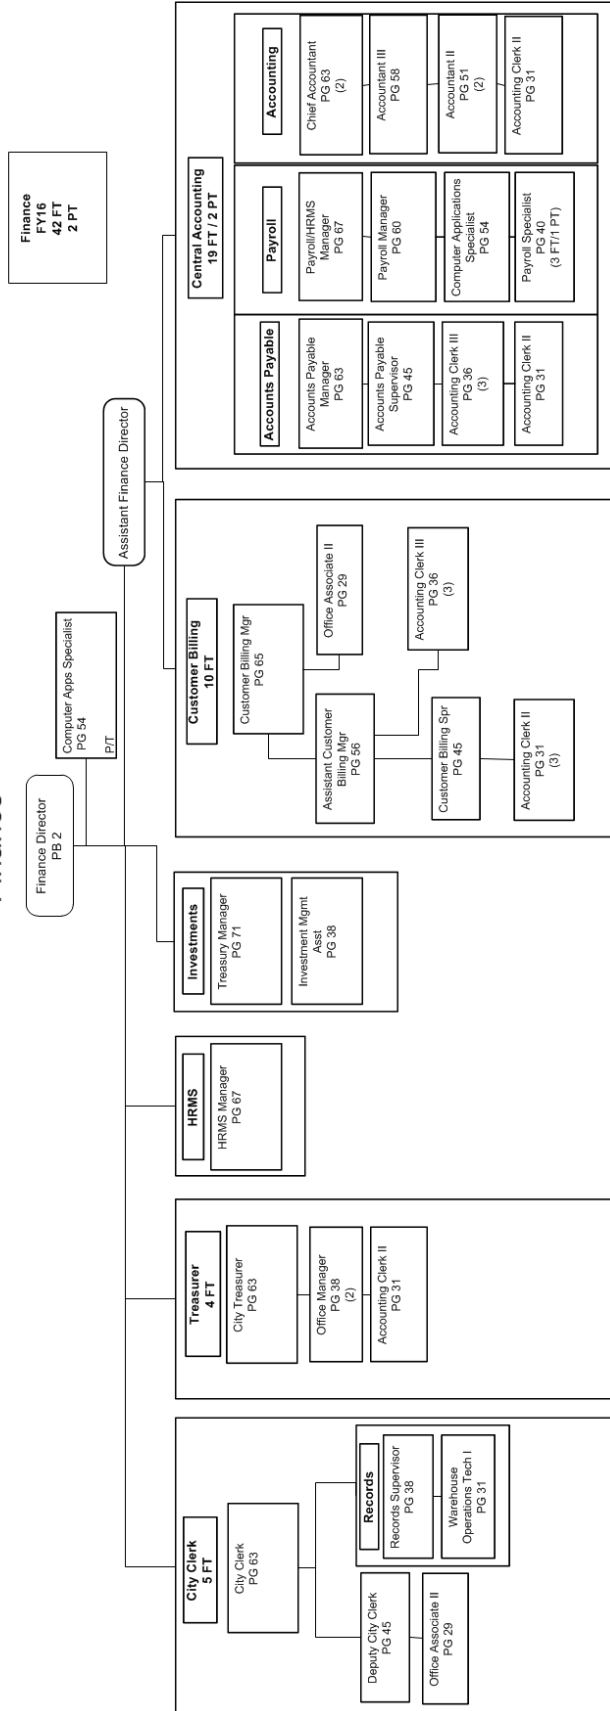 Finance
FY16
42 FT
2 PT
Finance Director
PB 2
Computer Apps Specialist
PG 54
P/T
Assistant Finance Director
City Clerk
5 FT
City Clerk
PG 63
Deputy City Clerk
PG 45
Office Associate II
PG 29
Records
Records Supervisor
PG 38
Warehouse
Operations Tech I
PG 31
Treasurer
4 FT
City Treasurer
PG 63
Office Manager
PG 38
(2)
Accounting Clerk II
PG 31
HRMS
HRMS Manager
PG 67
Investments
Treasury Manager
PG 71
Investment Mgmt
Asst
PG 38
Customer Billing
10 FT
Customer Billing Mgr
PG 65
Assistant Customer
Billing Mgr
PG 56
Office Associate II
PG 29
Customer Billing Spr
PG 45
Accounting Clerk III
PG 36
(3)
Accounting Clerk II
PG 31
(3)
Central Accounting
19 FT / 2 PT
Accounts Payable
Accounts Payable
Manager
PG 63
Accounts Payable
Supervisor
PG 45
Accounting Clerk III
PG 36
(3)
Accounting Clerk II
PG 31
Payroll
Payroll/HRMS
Manager
PG 67
Payroll Manager
PG 60
Computer Applications
Specialist
PG 54
Payroll Specialist
PG 40
(3 FT/1 PT)
Accounting
Chief Accountant
PG 63
(2)
Accountant III
PG 58
Accountant II
PG 51
(2)
Accounting Clerk II
PG 31